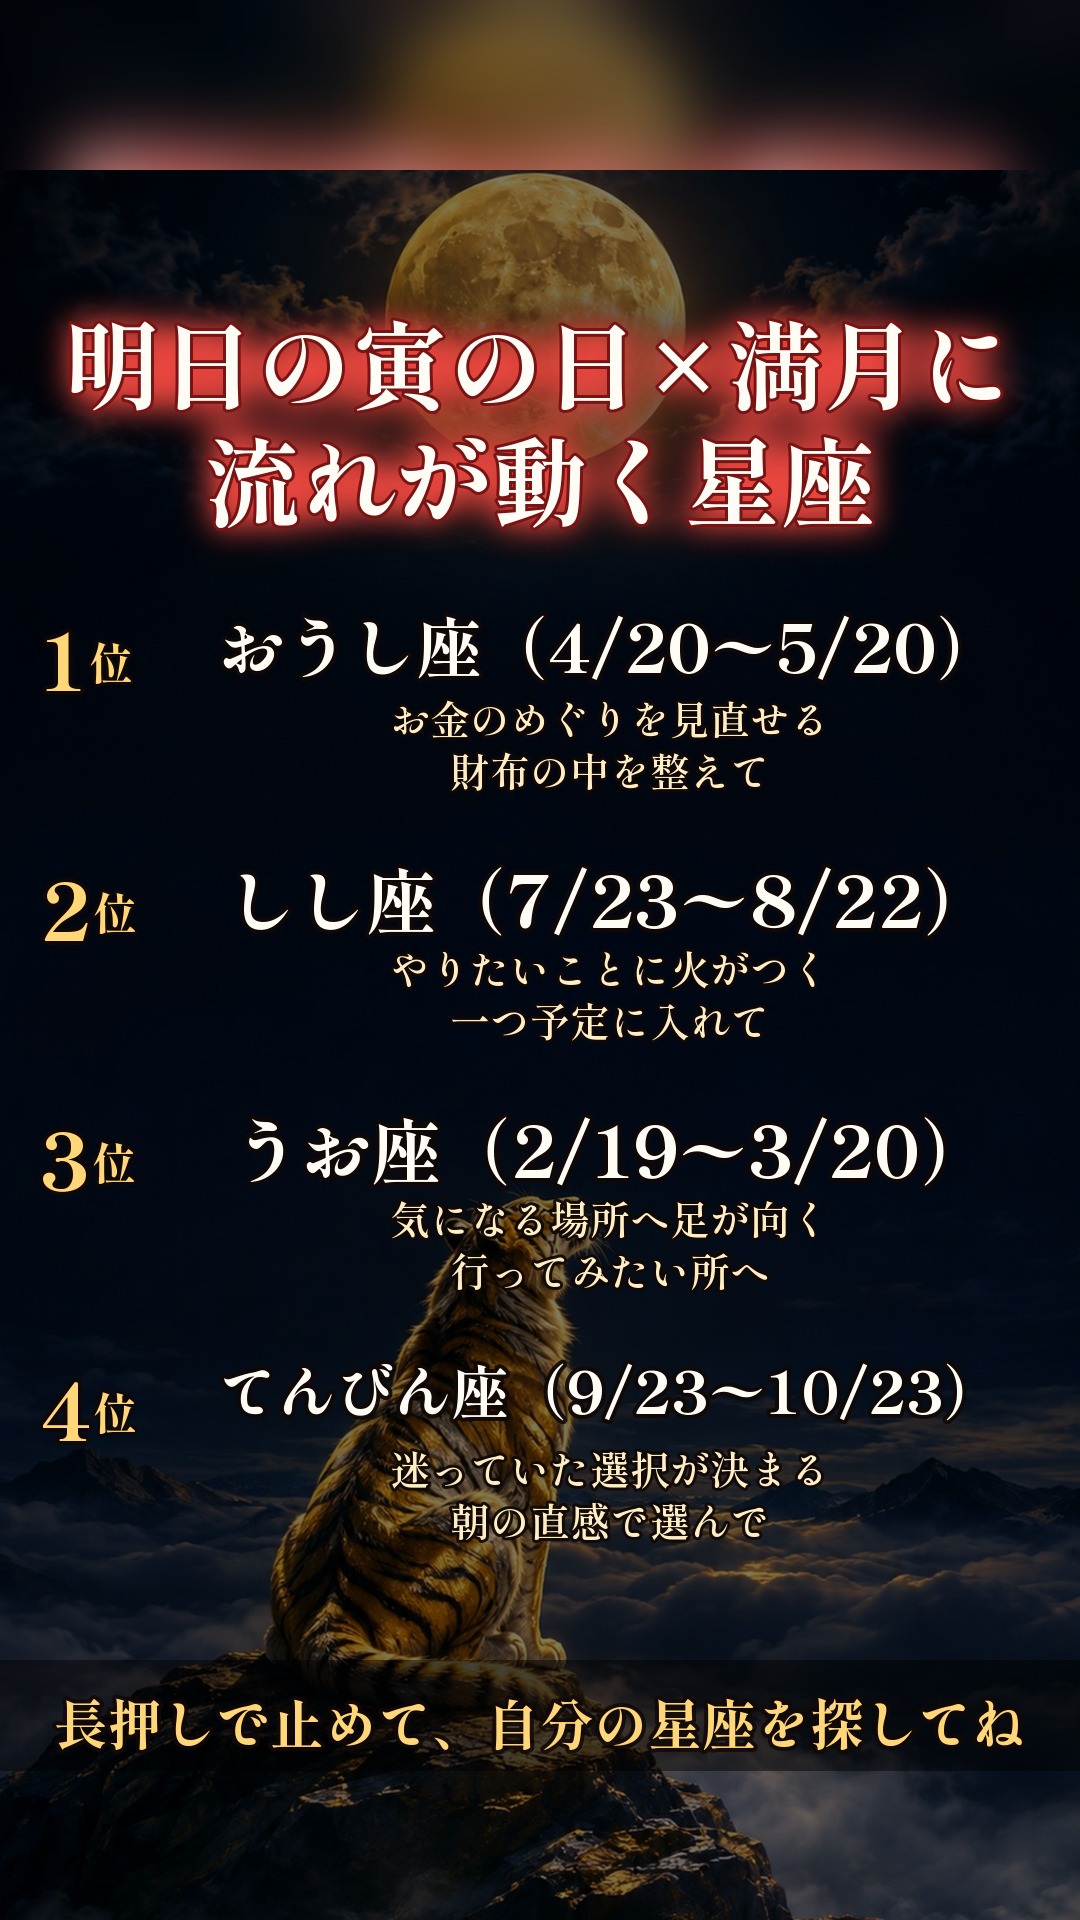 明日の寅の日×満月に
流れが動く星座
1位 おうし座（4/20〜5/20）
お金のめぐりを見直せる
財布の中を整えて
2位 しし座（7/23〜8/22）
やりたいことに火がつく
一つ予定に入れて
3位 うお座（2/19〜3/20）
気になる場所へ足が向く
行ってみたい所へ
4位 てんびん座（9/23〜10/23）
迷っていた選択が決まる
朝の直感で選んで
長押しで止めて、自分の星座を探してね